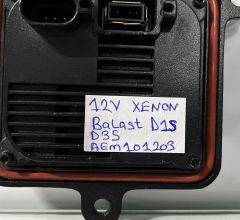 12V XENON
BaLast D1S
D3S
AEM101203